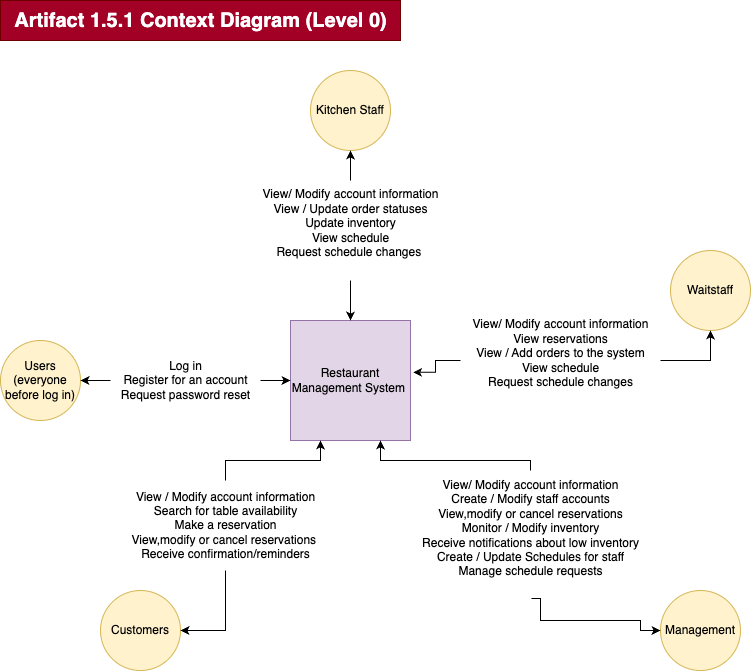 Artifact 1.5.1 Context Diagram (Level 0)
Kitchen Staff
View/ Modify account information
View / Update order statuses
Update inventory
View schedule
Request schedule changes
Waitstaff
View/ Modify account information
View reservations
View / Add orders to the system
View schedule
Request schedule changes
Users
(everyone
before log in)
Log in
Register for an account
Request password reset
Restaurant
Management System
View / Modify account information
Search for table availability
Make a reservation
View,modify or cancel reservations
Receive confirmation/reminders
View/ Modify account information
Create / Modify staff accounts
View,modify or cancel reservations
Monitor / Modify inventory
Receive notifications about low inventory
Create / Update Schedules for staff
Manage schedule requests
Customers
Management